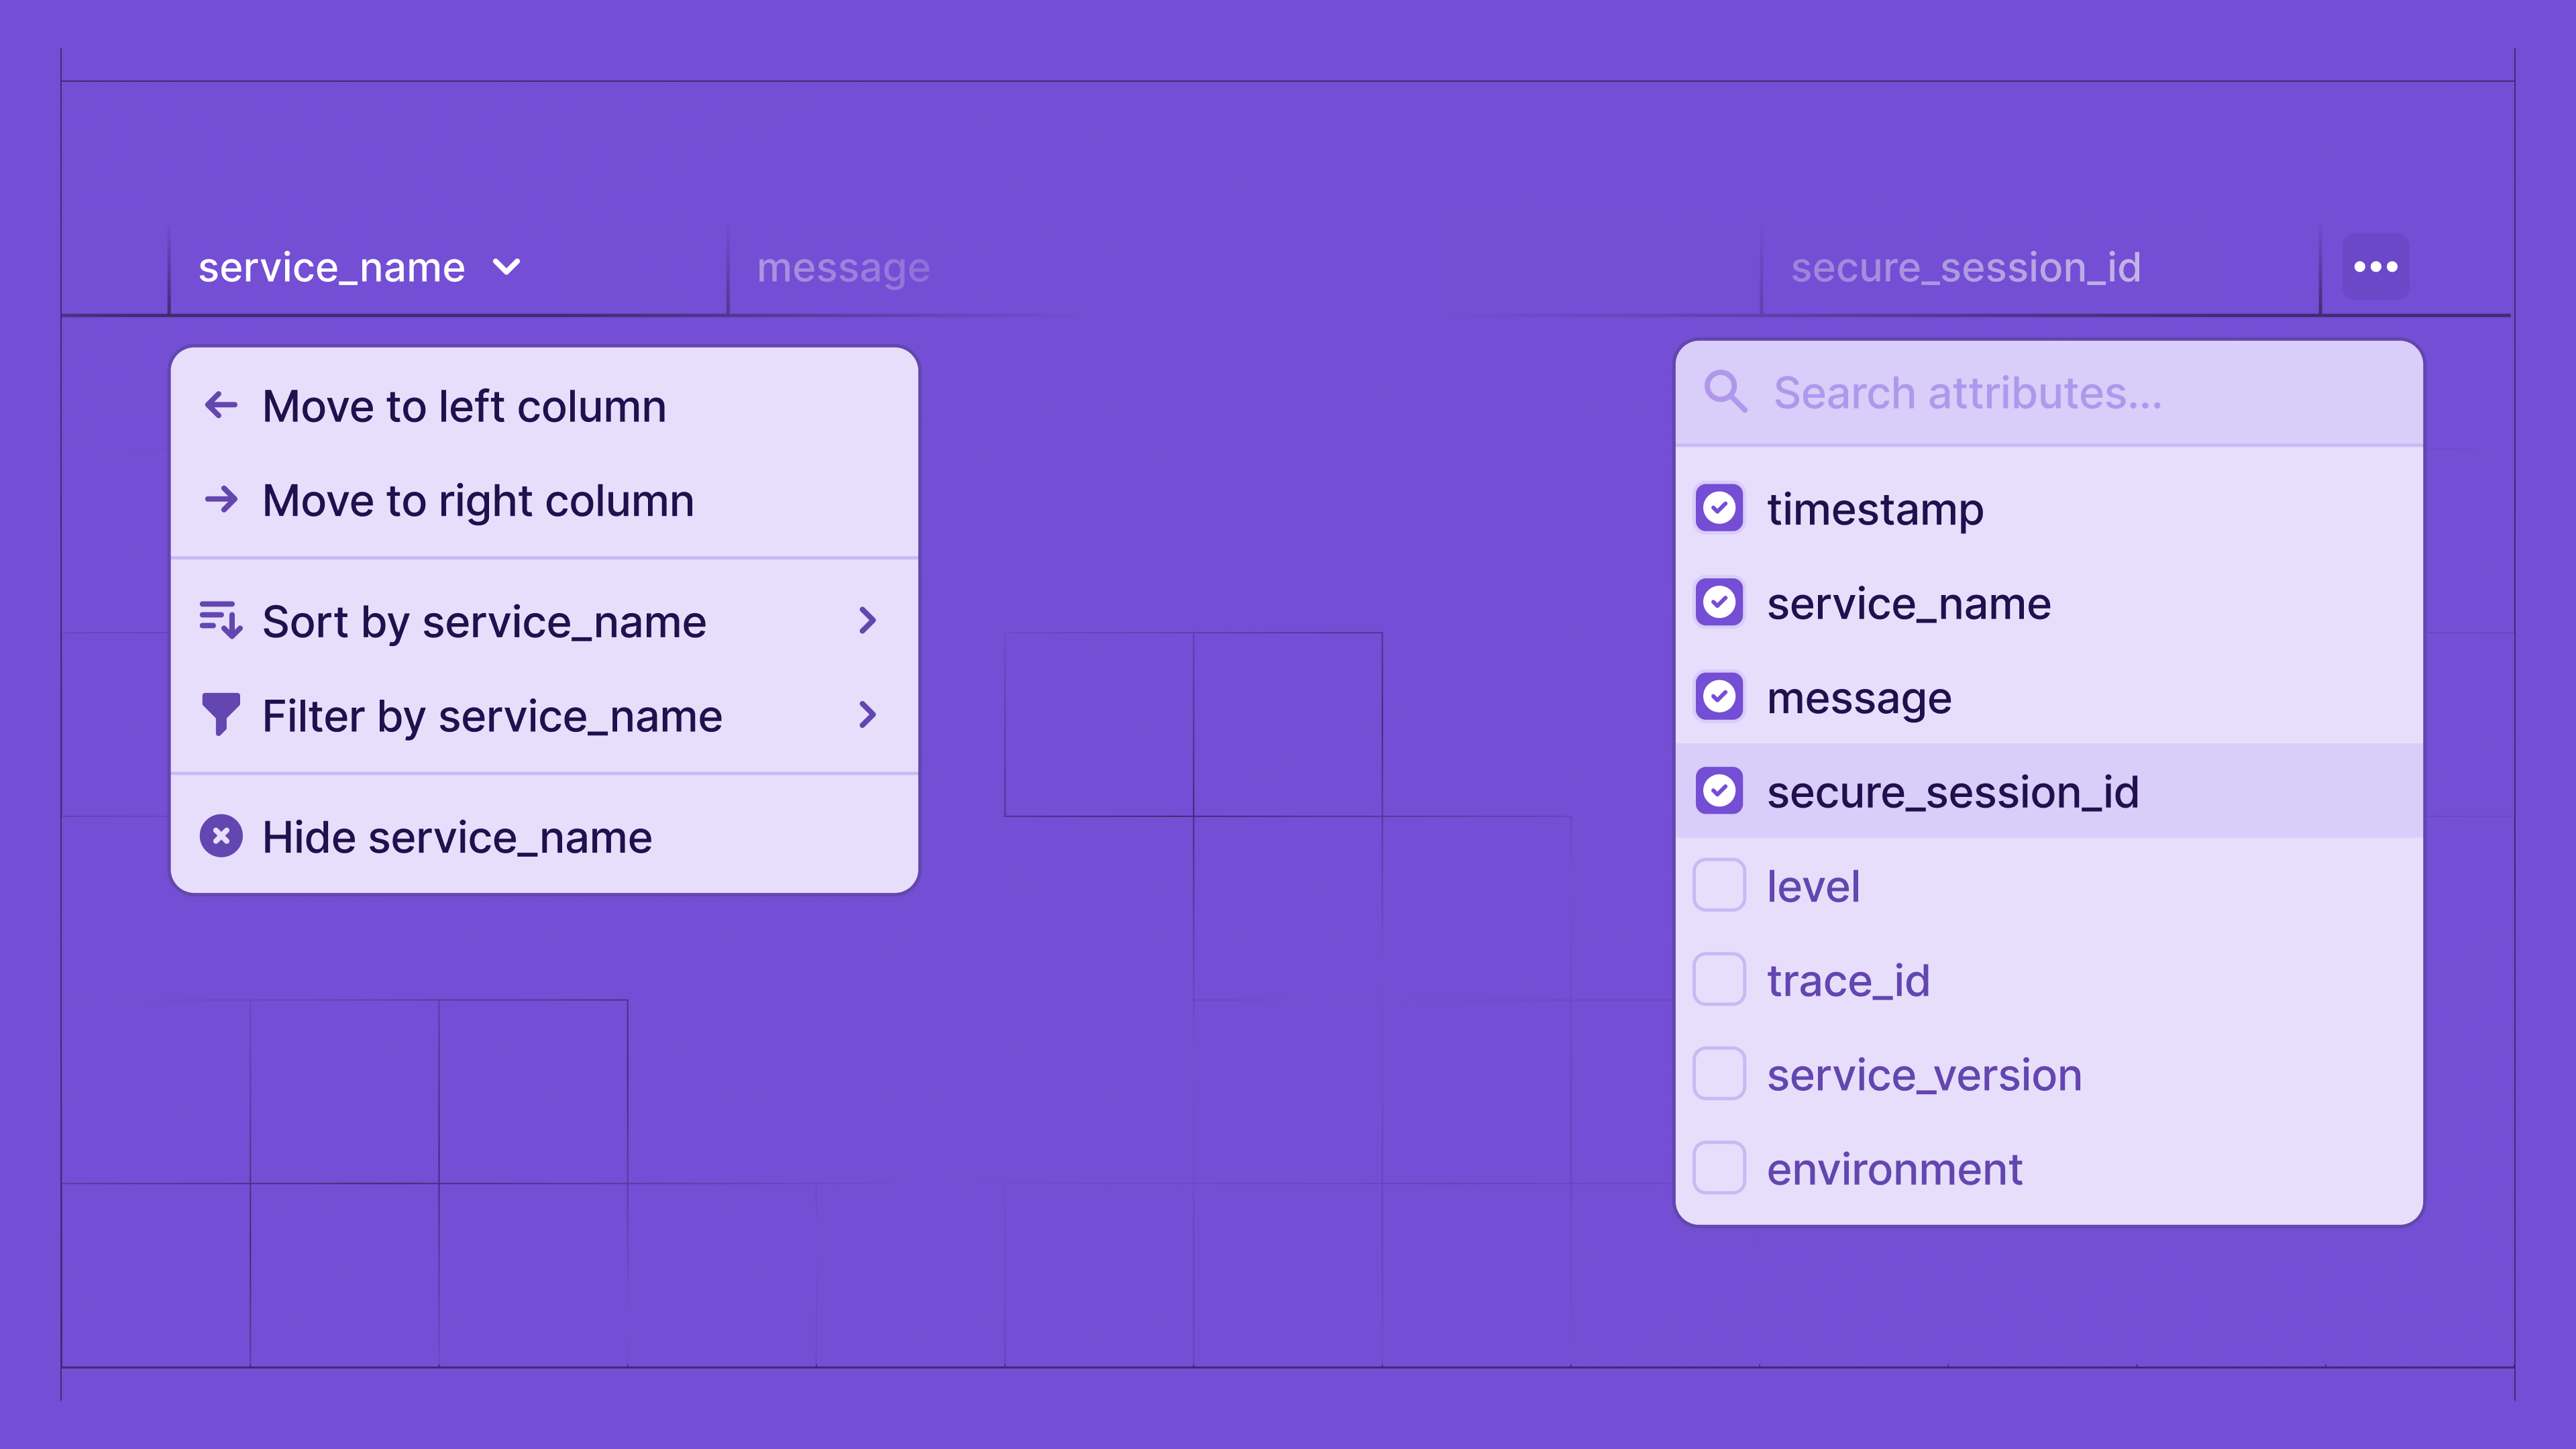 service_name
message
secure_session_id
Move to left column
Move to right column
Sort by service_name
Filter by service_name
Hide service_name
Search attributes...
timestamp
service_name
message
secure_session_id
level
trace_id
service_version
environment